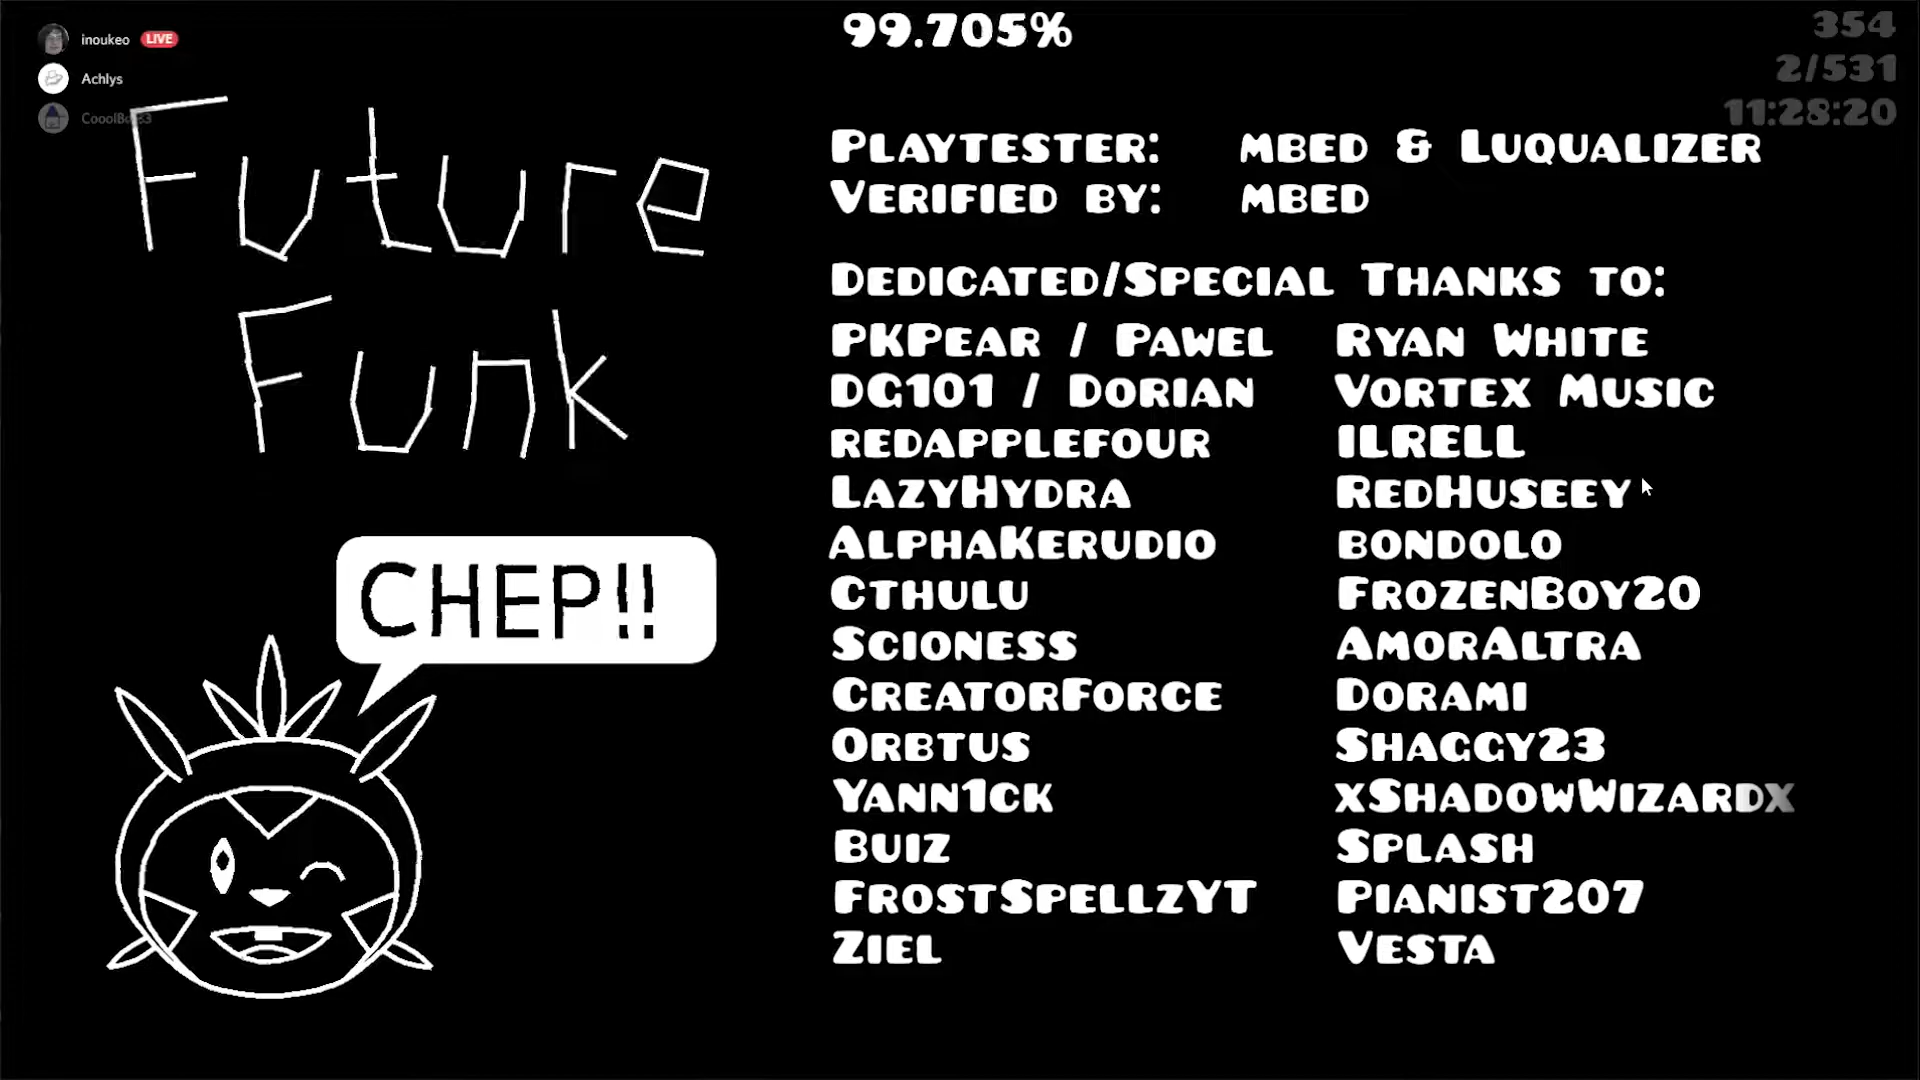 99.705%
354
2/531
11:28:20
inoukeo LIVE
Achlys
Future
Funk
CHEP!!
PLAYTESTER: MBED & LUQUALIZER
VERIFIED BY: MBED
DEDICATED/SPECIAL THANKS TO:
PKPEAR / PAWEL RYAN WHITE
DG101 / DORIAN VORTEX MUSIC
REDAPPLEFOUR ILRELL
LAZYHYDRA REDHUSEEY
ALPHAKERUDIO BONDOLO
CTHULU FROZENBOY20
SCIONESS AMORALTRA
CREATORFORCE DORAMI
ORBTUS SHAGGY23
YANN1CK XSHADOWWIZARDX
BUIZ SPLASH
FROSTSPELLZYT PIANIST207
ZIEL VESTA